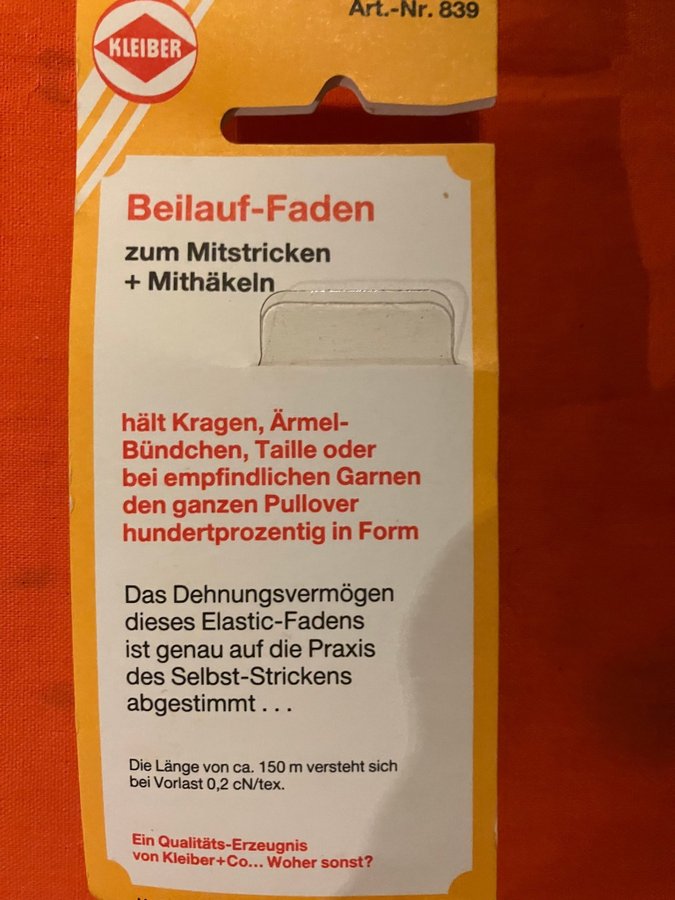 Art.-Nr. 839
KLEIBER
Beilauf-Faden
zum Mitstricken
+ Mithäkeln
hält Kragen, Ärmel-
Bündchen, Taille oder
bei empfindlichen Garnen
den ganzen Pullover
hundertprozentig in Form
Das Dehnungsvermögen
dieses Elastic-Fadens
ist genau auf die Praxis
des Selbst-Strickens
abgestimmt . . .
Die Länge von ca. 150 m versteht sich
bei Vorlast 0,2 cN/tex.
Ein Qualitäts-Erzeugnis
von Kleiber+Co... Woher sonst?